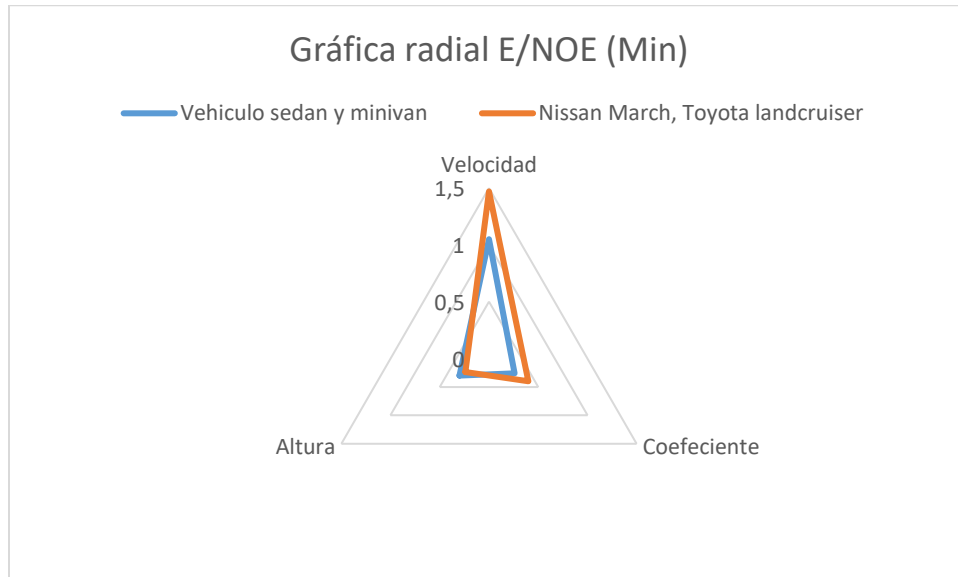 Gráfica radial E/NOE (Min)
Vehiculo sedan y minivan
Nissan March, Toyota landcruiser
Velocidad
1,5
1
0,5
0
Altura
Coefeciente